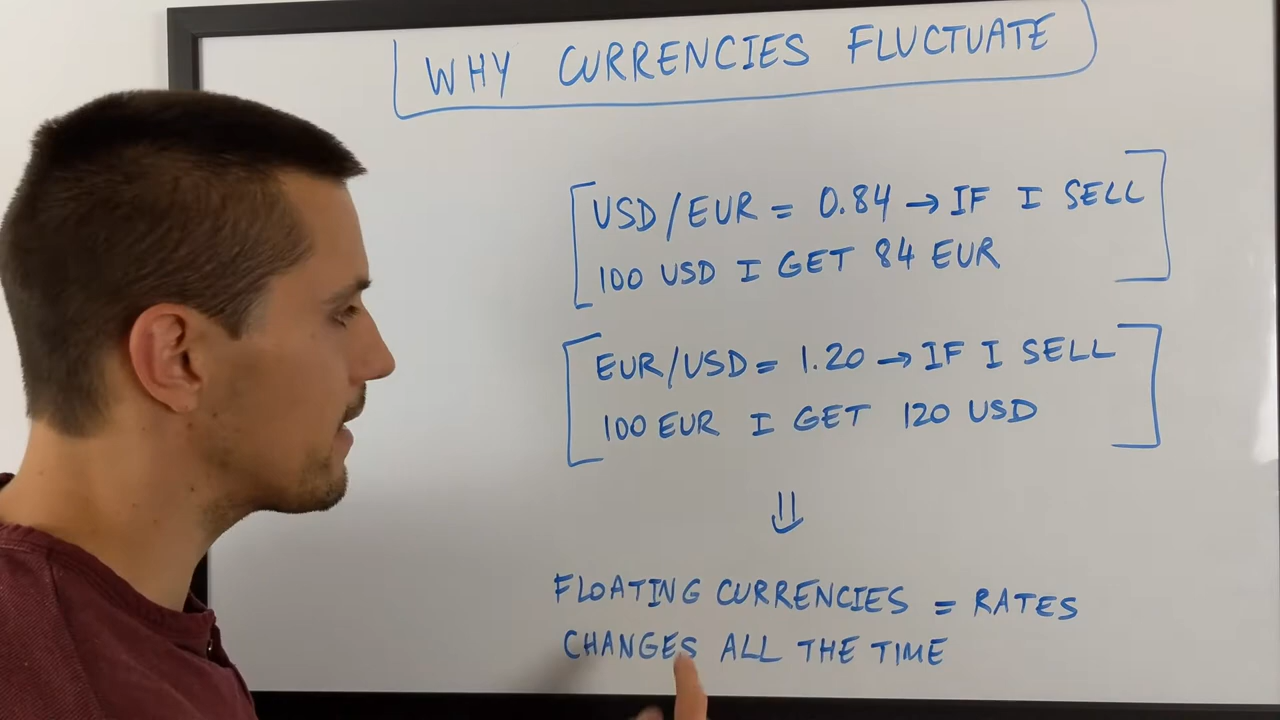 WHY CURRENCIES FLUCTUATE
USD/EUR = 0.84 → IF I SELL
100 USD I GET 84 EUR
EUR/USD = 1.20 → IF I SELL
100 EUR I GET 120 USD
⇓
FLOATING CURRENCIES = RATES
CHANGES ALL THE TIME